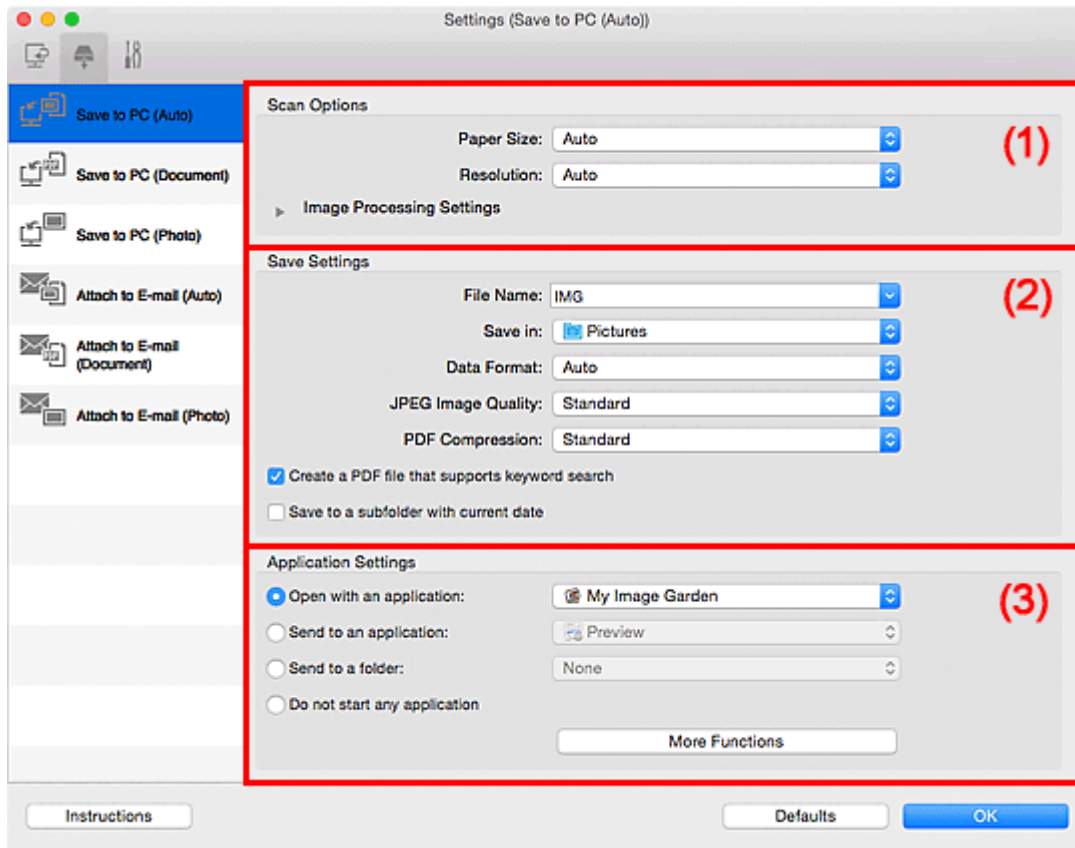 Settings (Save to PC (Auto))
Save to PC (Auto)
Save to PC (Document)
Save to PC (Photo)
Attach to E-mail (Auto)
Attach to E-mail
(Document)
Attach to E-mail (Photo)
Scan Options
(1)
Paper Size: Auto
Resolution: Auto
Image Processing Settings
Save Settings
(2)
File Name: IMG
Save in: Pictures
Data Format: Auto
JPEG Image Quality: Standard
PDF Compression: Standard
Create a PDF file that supports keyword search
Save to a subfolder with current date
Application Settings
(3)
Open with an application: My Image Garden
Send to an application: Preview
Send to a folder: None
Do not start any application
More Functions
Instructions
Defaults
OK